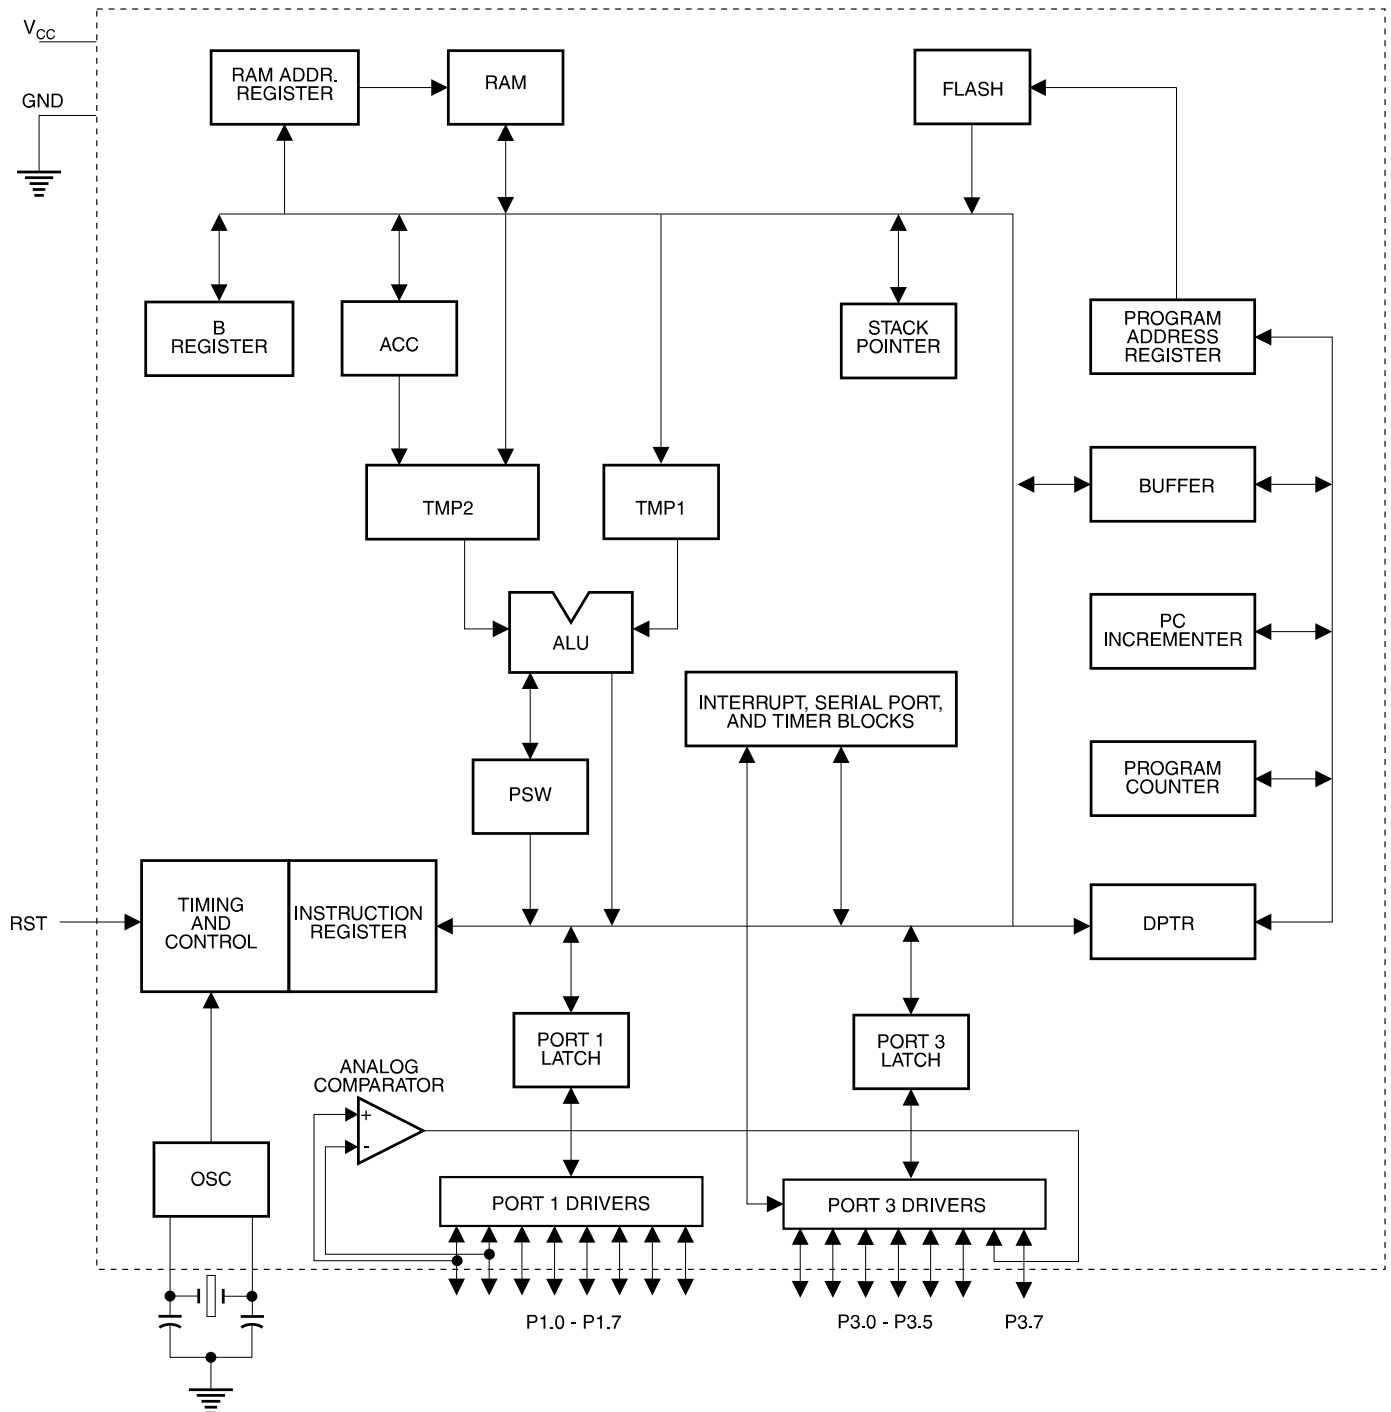 VCC
GND
RAM ADDR.
REGISTER
RAM
FLASH
B
REGISTER
ACC
STACK
POINTER
PROGRAM
ADDRESS
REGISTER
TMP2
TMP1
BUFFER
ALU
PC
INCREMENTER
INTERRUPT, SERIAL PORT,
AND TIMER BLOCKS
PSW
PROGRAM
COUNTER
RST
TIMING
AND
CONTROL
INSTRUCTION
REGISTER
DPTR
PORT 1
LATCH
PORT 3
LATCH
ANALOG
COMPARATOR
+
-
OSC
PORT 1 DRIVERS
PORT 3 DRIVERS
P1.0 - P1.7
P3.0 - P3.5
P3.7